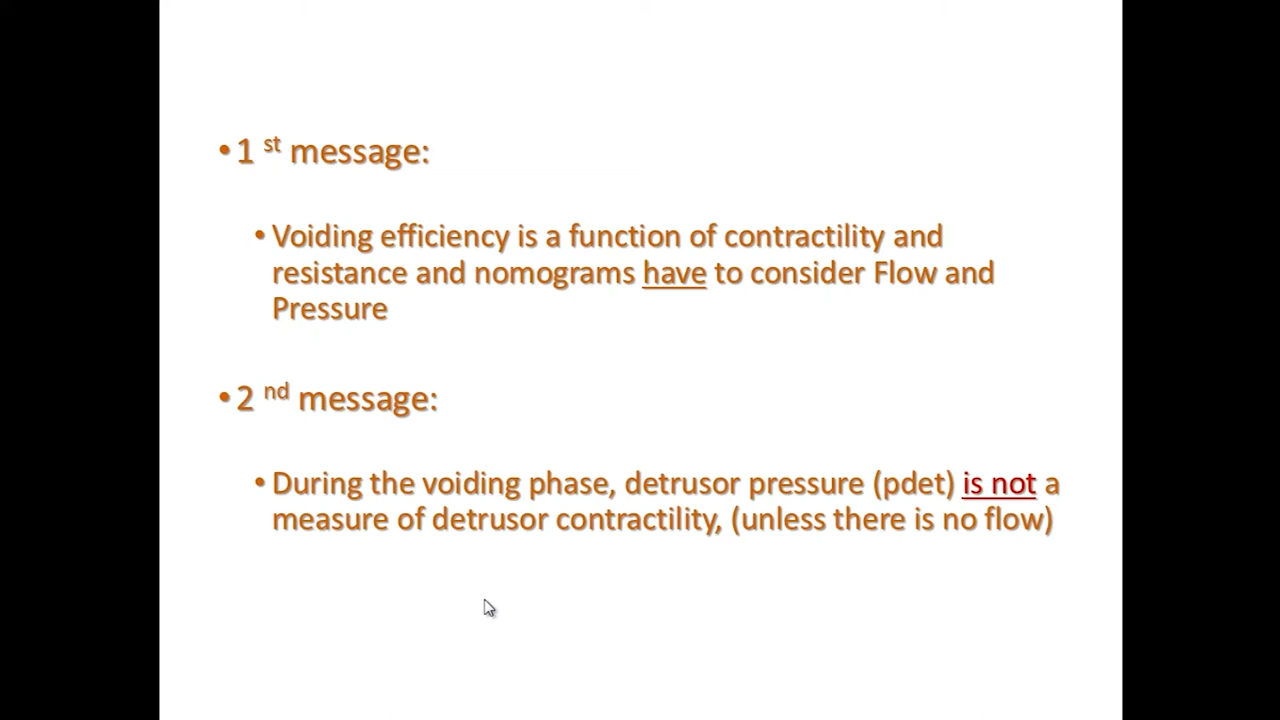 • 1 st message:
• Voiding efficiency is a function of contractility and
resistance and nomograms have to consider Flow and
Pressure
• 2 nd message:
• During the voiding phase, detrusor pressure (pdet) is not a
measure of detrusor contractility, (unless there is no flow)